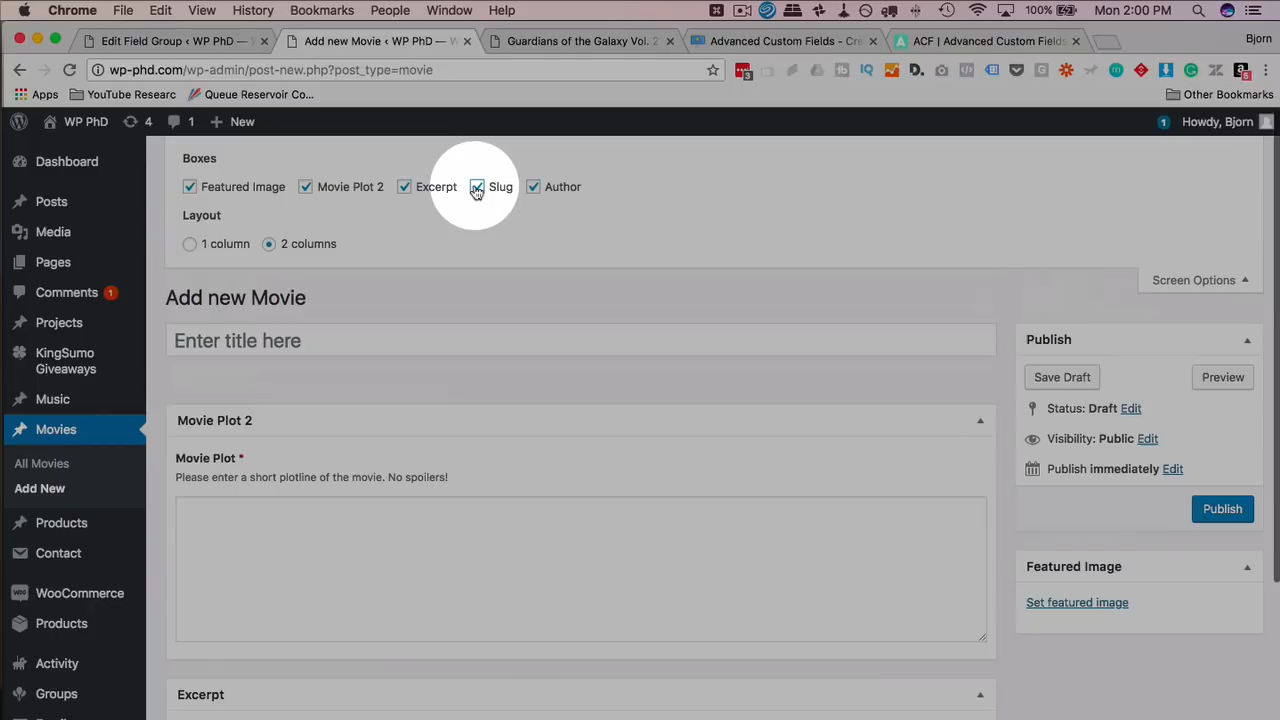 Chrome File Edit View History Bookmarks People Window Help 100% Mon 2:00 PM
Edit Field Group ‹ WP PhD — Add new Movie ‹ WP PhD — W Guardians of the Galaxy Vol. 2 Advanced Custom Fields - Cre ACF | Advanced Custom Fields Bjorn
wp-phd.com/wp-admin/post-new.php?post_type=movie
Apps YouTube Researc Queue Reservoir Co... Other Bookmarks
WP PhD 4 1 New 1 Howdy, Bjorn
Dashboard
Posts
Media
Pages
Comments 1
Projects
KingSumo
Giveaways
Music
Movies
All Movies
Add New
Products
Contact
WooCommerce
Products
Activity
Groups
Boxes
Featured Image Movie Plot 2 Excerpt Slug Author
Layout
1 column 2 columns
Screen Options
Add new Movie
Enter title here
Movie Plot 2
Movie Plot *
Please enter a short plotline of the movie. No spoilers!
Excerpt
Publish
Save Draft Preview
Status: Draft Edit
Visibility: Public Edit
Publish immediately Edit
Publish
Featured Image
Set featured image